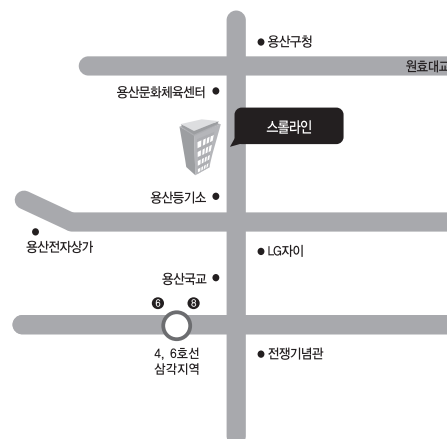 용산구청
원효대교
용산문화체육센터
스롤라인
용산등기소
용산전자상가
LG자이
용산국교
6 8
4, 6호선
삼각지역
전쟁기념관